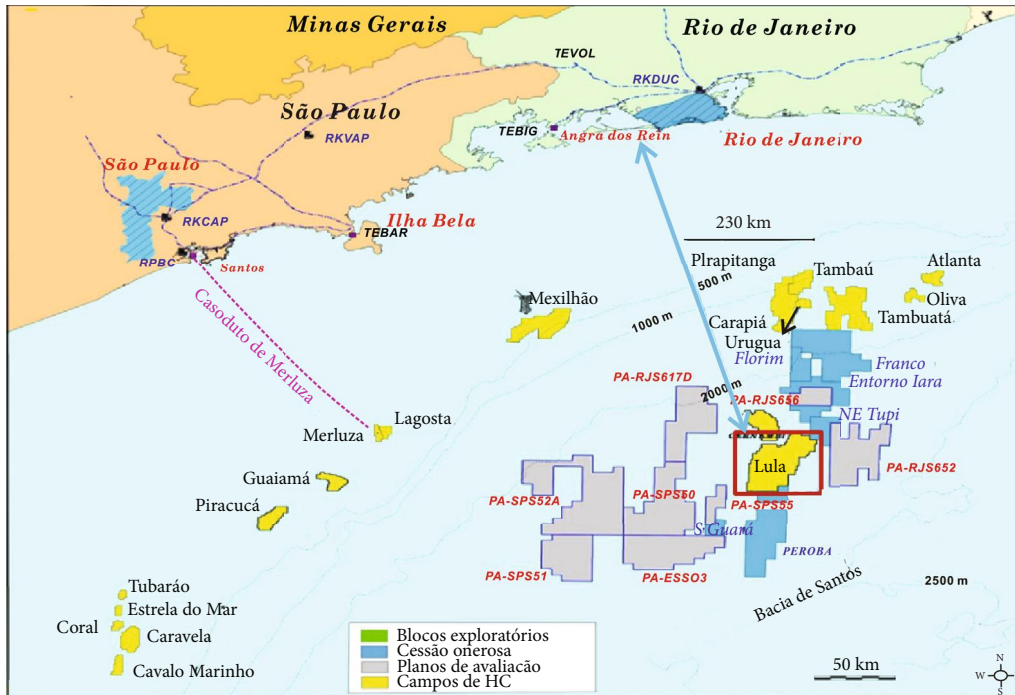 Minas Gerais
Rio de Janeiro
TEVOL
RKDUC
São Paulo
RKVAP
TEBIG
Angra dos Rein
Rio de Janeiro
São Paulo
RKCAP
Ilha Bela
TEBAR
RPBC
Santos
230 km
Plrapitanga
500 m
Tambaú
Atlanta
Oliva
Tambuatá
Mexilhão
1000 m
Carapiá
Urugua
Florim
Franco
Entorno Iara
Casoduto de Merluza
PA-RJS617D
2000 m
PA-RJS656
NE Tupi
Lagosta
Merluza
Lula
PA-RJS652
Guaiamá
PA-SPS52A
PA-SPS60
PA-SPS55
Piracucá
S Guará
PEROBA
PA-SPS51
PA-ESSO3
Bacia de Santós
2500 m
Tubaráo
Estrela do Mar
Coral
Caravela
Cavalo Marinho
Blocos exploratórios
Cessão onerosa
Planos de avaliação
Campos de HC
50 km
N
W
E
S